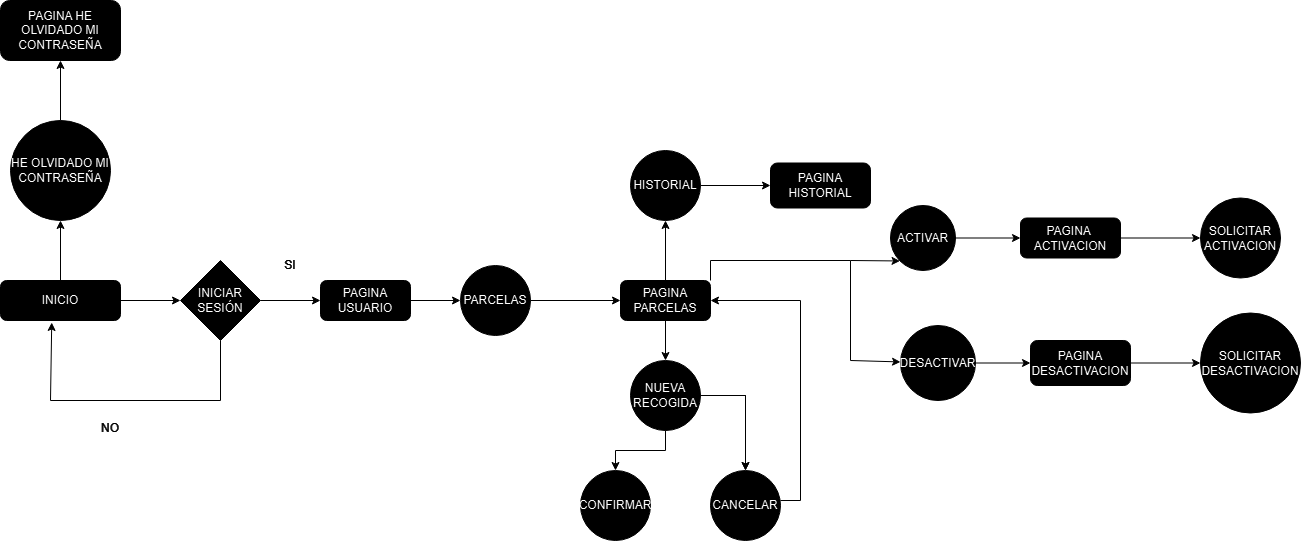 PAGINA HE
OLVIDADO MI
CONTRASEÑA
HE OLVIDADO MI
CONTRASEÑA
INICIO
INICIAR
SESIÓN
SI
NO
PAGINA
USUARIO
PARCELAS
PAGINA
PARCELAS
HISTORIAL
PAGINA
HISTORIAL
NUEVA
RECOGIDA
CONFIRMAR
CANCELAR
ACTIVAR
PAGINA
ACTIVACION
SOLICITAR
ACTIVACION
DESACTIVAR
PAGINA
DESACTIVACION
SOLICITAR
DESACTIVACION